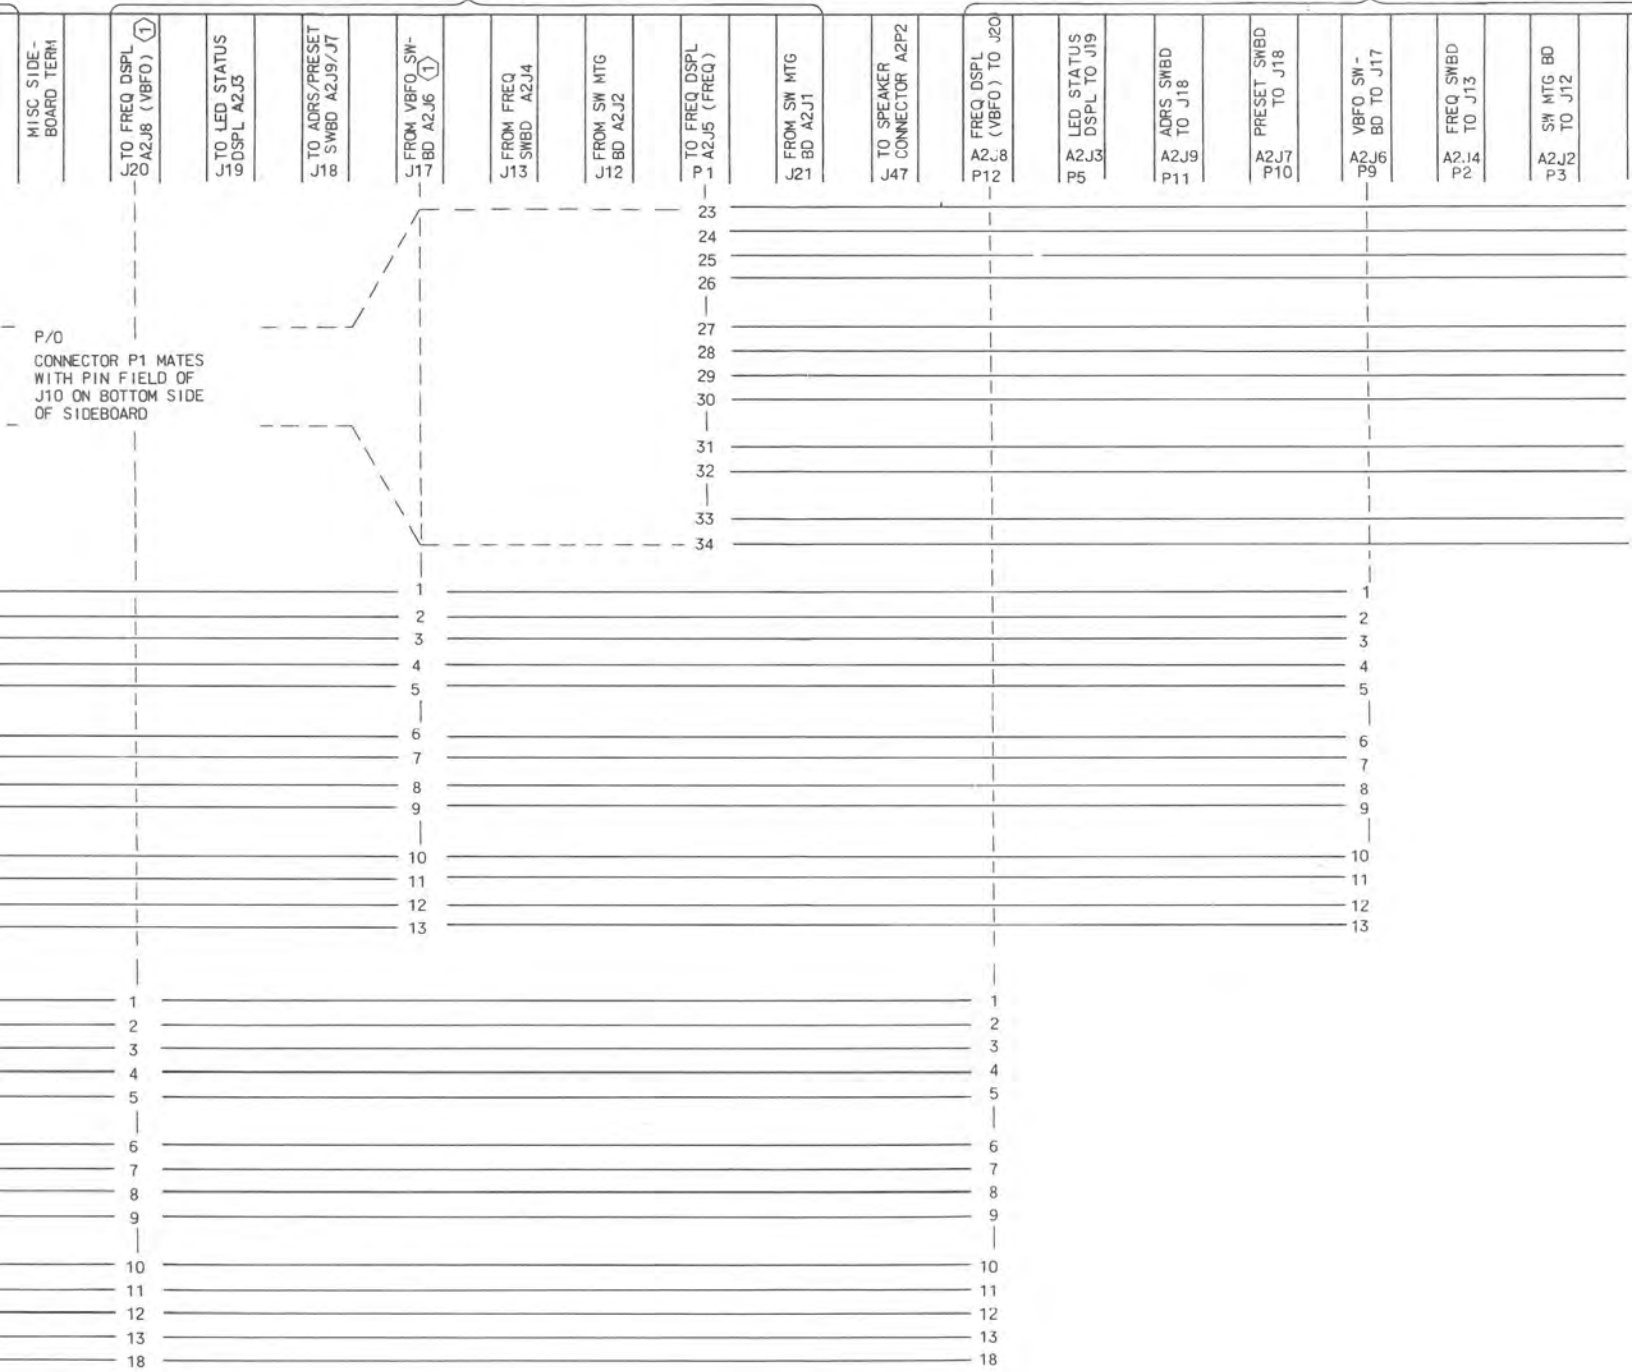 MISC SIDE-
BOARD TERM
TO FREQ DSPL
A2J8 (VBFO) 1
J20
TO LED STATUS
DSPL A2J3
J19
TO ADRS/PRESET
SWBD A2J9/J7
J18
FROM VBFO SW-
BD A2J6 1
J17
FROM FREQ
SWBD A2J4
J13
FROM SW MTG
BD A2J2
J12
TO FREQ DSPL
A2J5 (FREQ)
P1
FROM SW MTG
BD A2J1
J21
TO SPEAKER
CONNECTOR A2P2
J47
FREQ DSPL
(VBFO) TO J20
A2J8
P12
LED STATUS
DSPL TO J19
A2J3
P5
ADRS SWBD
TO J18
A2J9
P11
PRESET SWBD
TO J18
A2J7
P10
VBFO SW-
BD TO J17
A2J6
P9
FREQ SWBD
TO J13
A2J4
P2
SW MTG BD
TO J12
A2J2
P3
23
24
25
26
27
28
29
30
31
32
33
34
P/O
CONNECTOR P1 MATES
WITH PIN FIELD OF
J10 ON BOTTOM SIDE
OF SIDEBOARD
1 1
2 2
3 3
4 4
5 5
6 6
7 7
8 8
9 9
10 10
11 11
12 12
13 13
1 1
2 2
3 3
4 4
5 5
6 6
7 7
8 8
9 9
10 10
11 11
12 12
13 13
18 18